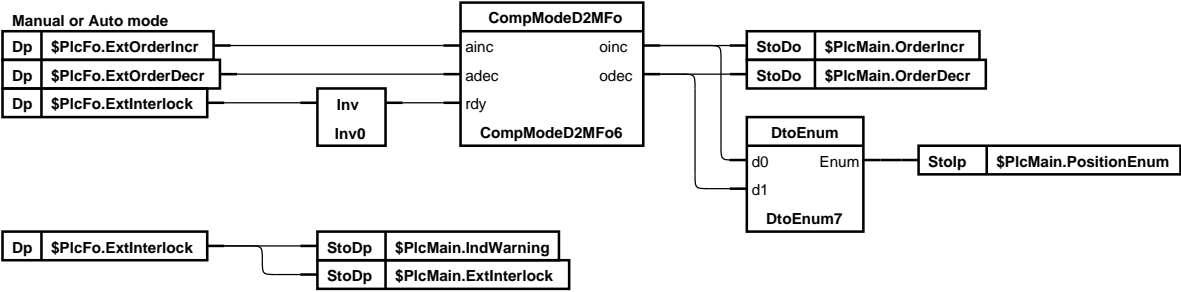 Manual or Auto mode
CompModeD2MFo
Dp $PlcFo.ExtOrderIncr
ainc oinc
StoDo $PlcMain.OrderIncr
Dp $PlcFo.ExtOrderDecr
adec odec
StoDo $PlcMain.OrderDecr
Dp $PlcFo.ExtInterlock
Inv
rdy
Inv0
CompModeD2MFo6
DtoEnum
d0 Enum
StoIp $PlcMain.PositionEnum
d1
DtoEnum7
Dp $PlcFo.ExtInterlock
StoDp $PlcMain.IndWarning
StoDp $PlcMain.ExtInterlock